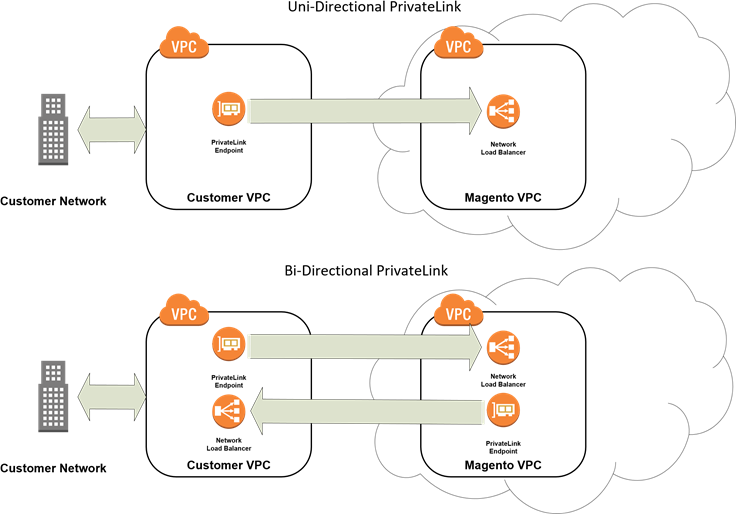 Uni-Directional PrivateLink
VPC
VPC
PrivateLink
Endpoint
Network
Load Balancer
Customer Network
Customer VPC
Magento VPC
Bi-Directional PrivateLink
VPC
VPC
PrivateLink
Endpoint
Network
Load Balancer
Network
Load Balancer
PrivateLink
Endpoint
Customer Network
Customer VPC
Magento VPC